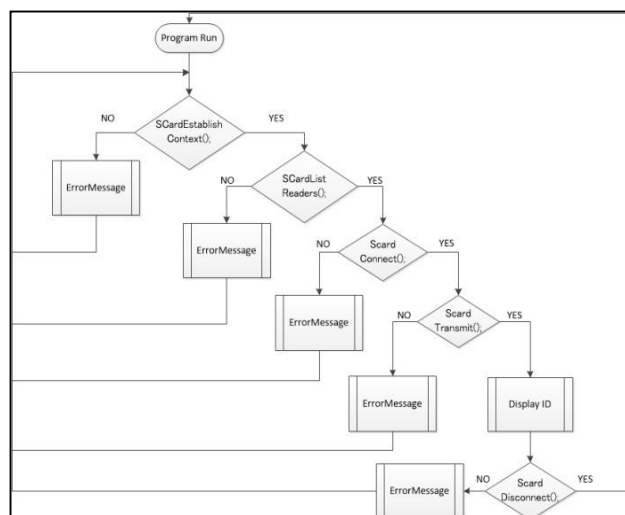 Program Run
NO
SCardEstablish
Context();
YES
ErrorMessage
NO
SCardList
Readers();
YES
ErrorMessage
NO
Scard
Connect();
YES
ErrorMessage
NO
Scard
Transmit();
YES
ErrorMessage
Display ID
ErrorMessage
NO
Scard
Disconnect();
YES